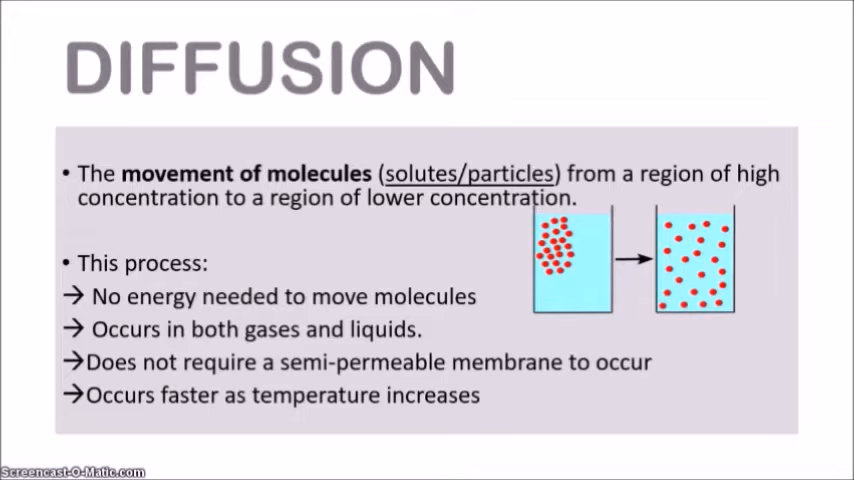 DIFFUSION
• The movement of molecules (solutes/particles) from a region of high
concentration to a region of lower concentration.
• This process:
→ No energy needed to move molecules
→ Occurs in both gases and liquids.
→Does not require a semi-permeable membrane to occur
→Occurs faster as temperature increases
Screencast-O-Matic.com